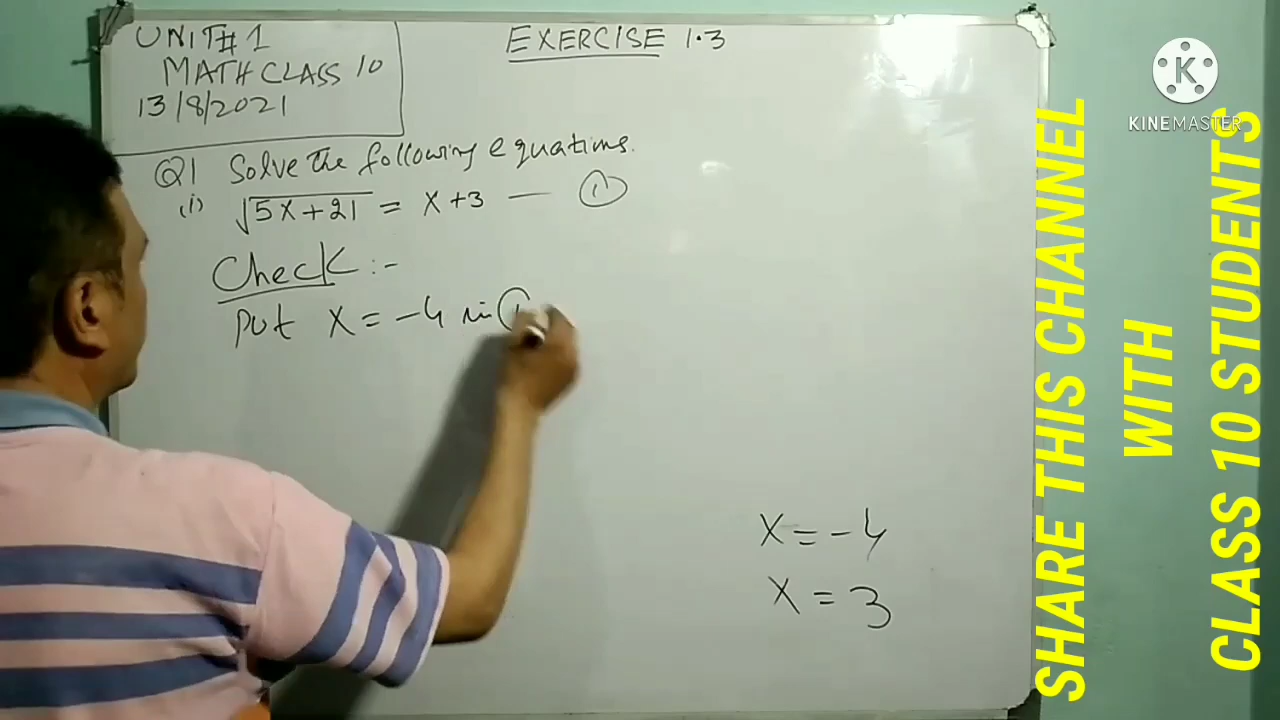 UNIT#1
MATH CLASS 10
13/8/2021
EXERCISE 1.3
Q1 Solve the following equations.
(i) √5x+21 = x+3 — (1)
Check:-
put x = -4 in (1)
x = -4
x = 3
KINEMASTER
SHARE THIS CHANNEL
WITH
CLASS 10 STUDENTS